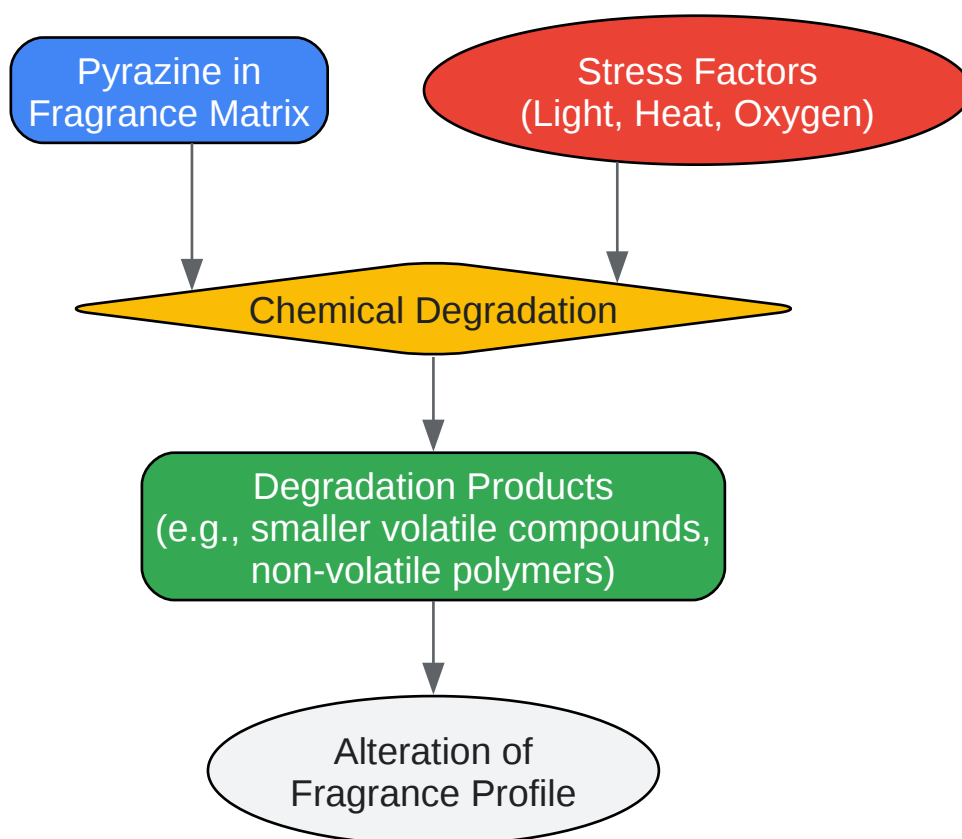 Pyrazine in
Fragrance Matrix
Stress Factors
(Light, Heat, Oxygen)
Chemical Degradation
Degradation Products
(e.g., smaller volatile compounds,
non-volatile polymers)
Alteration of
Fragrance Profile